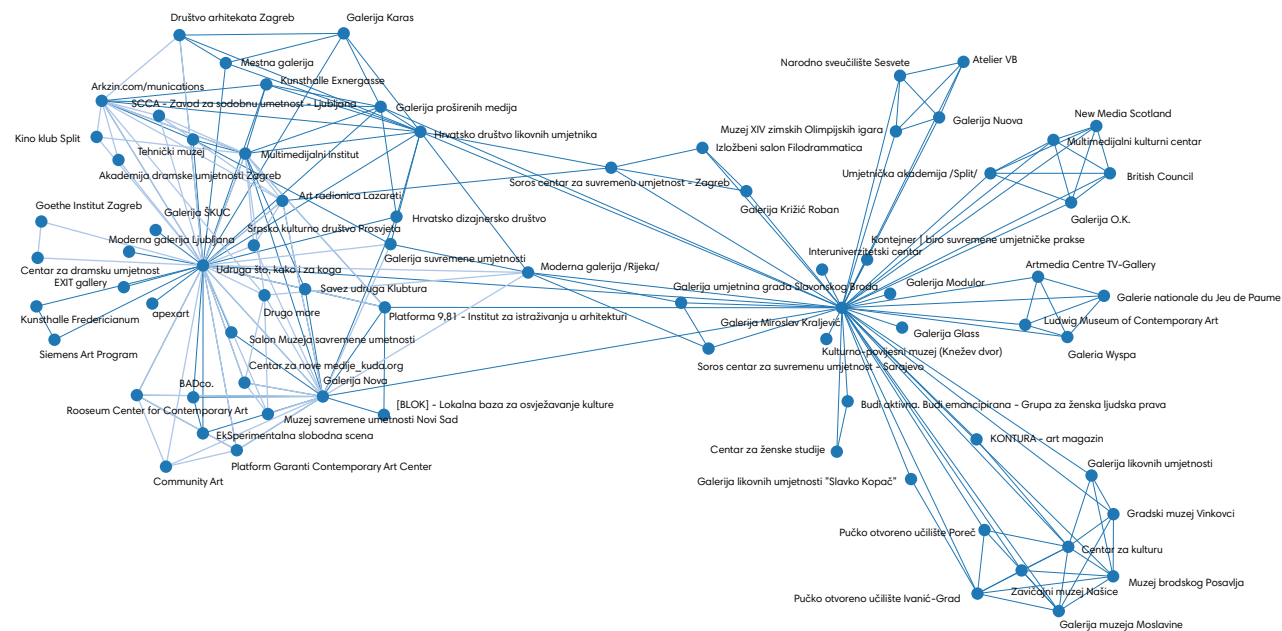 Društvo arhitekata Zagreb
Galerija Karas
Mestna galerija
Narodno sveučilište Sesvete
Atelier VB
Kunsthalle Exnergasse
Arkzin.com/munications
SCCA - Zavod za sodobnu umetnost - Ljubljana
Galerija proširenih medija
New Media Scotland
Galerija Nuova
Muzej XIV zimskih Olimpijskih igara
Hrvatsko društvo likovnih umjetnika
Kino klub Split
Multimedijalni kulturni centar
Izložbeni salon Filodrammatica
Tehnički muzej
Multimedijalni Institut
Akademija dramske umjetnosti Zagreb
Soros centar za suvremenu umjetnost - Zagreb
Umjetnička akademija /Split/
British Council
Art radionica Lazareti
Goethe Institut Zagreb
Galerija ŠKUC
Galerija Križić Roban
Hrvatsko dizajnersko društvo
Galerija O.K.
Srpsko kulturno društvo Prosvjeta
Moderna galerija Ljubljana
Kontejner | biro suvremene umjetničke prakse
Interuniverzitetski centar
Galerija suvremene umjetnosti
Centar za dramsku umjetnost
Udruga što, kako i za koga
Moderna galerija /Rijeka/
Artmedia Centre TV-Gallery
EXIT gallery
Savez udruga Klubtura
Galerija umjetnina grada Slavonskog Broda
Galerija Modulor
Galerie nationale du Jeu de Paume
Kunsthalle Fredericianum
apexart
Drugo more
Platforma 9,81 - Institut za istraživanja u arhitekturi
Galerija Miroslav Kraljević
Ludwig Museum of Contemporary Art
Galerija Glass
Salon Muzeja savremene umetnosti
Siemens Art Program
Kulturno-povijesni muzej (Knežev dvor)
Galeria Wyspa
Centar za nove medije_kuda.org
Soros centar za suvremenu umjetnost - Sarajevo
BADco.
Galerija Nova
Rooseum Center for Contemporary Art
[BLOK] - Lokalna baza za osvježavanje kulture
Budi aktivna. Budi emancipirana - Grupa za ženska ljudska prava
Muzej savremene umetnosti Novi Sad
EkSperimentalna slobodna scena
KONTURA - art magazin
Centar za ženske studije
Platform Garanti Contemporary Art Center
Galerija likovnih umjetnosti
Community Art
Galerija likovnih umjetnosti "Slavko Kopač"
Gradski muzej Vinkovci
Pučko otvoreno učilište Poreč
Centar za kulturu
Muzej brodskog Posavlja
Zavičajni muzej Našice
Pučko otvoreno učilište Ivanić-Grad
Galerija muzeja Moslavine